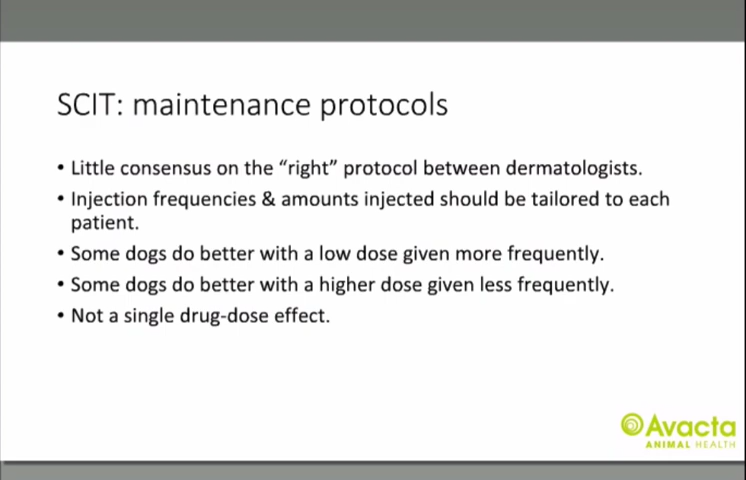 SCIT: maintenance protocols
• Little consensus on the “right” protocol between dermatologists.
• Injection frequencies & amounts injected should be tailored to each
patient.
• Some dogs do better with a low dose given more frequently.
• Some dogs do better with a higher dose given less frequently.
• Not a single drug-dose effect.
Avacta
ANIMAL HEALTH